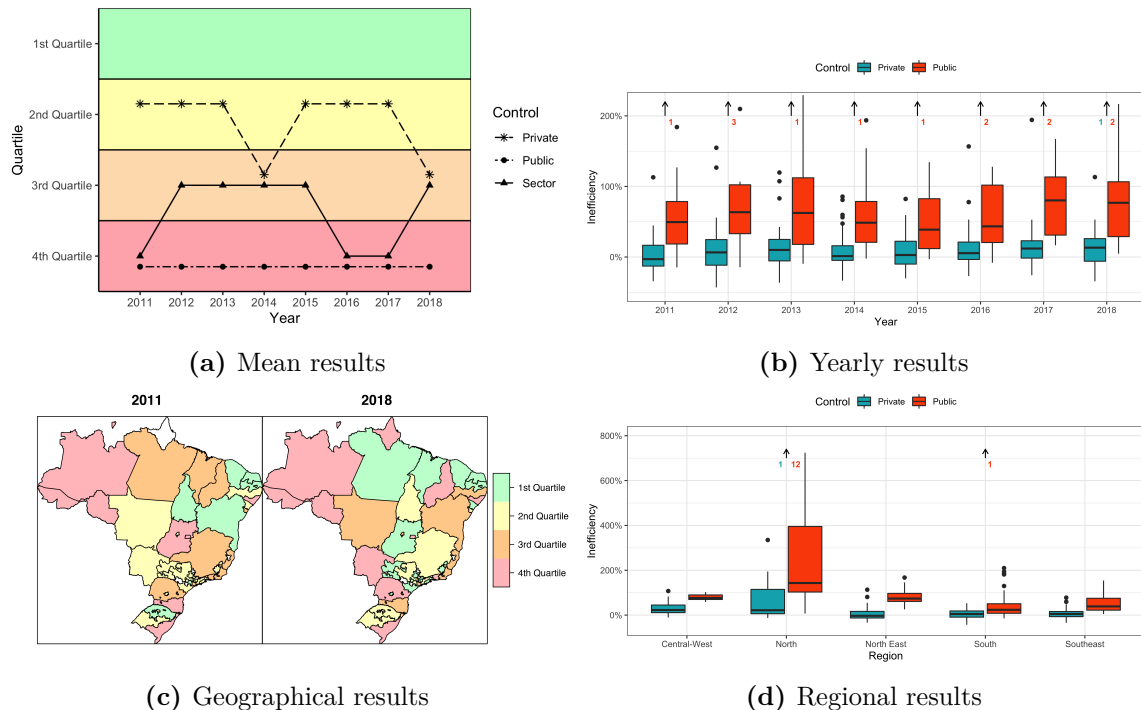 1st Quartile
2nd Quartile
3rd Quartile
4th Quartile
Quartile
2011 2012 2013 2014 2015 2016 2017 2018
Year
Control
Private
Public
Sector
(a) Mean results
Control Private Public
200%
100%
0%
Inefficiency
1 3 1 1 1 2 2 1 2
2011 2012 2013 2014 2015 2016 2017 2018
Year
(b) Yearly results
2011 2018
1st Quartile
2nd Quartile
3rd Quartile
4th Quartile
(c) Geographical results
Control Private Public
800%
600%
400%
200%
0%
Inefficiency
1 12 1
Central-West North North East South Southeast
Region
(d) Regional results